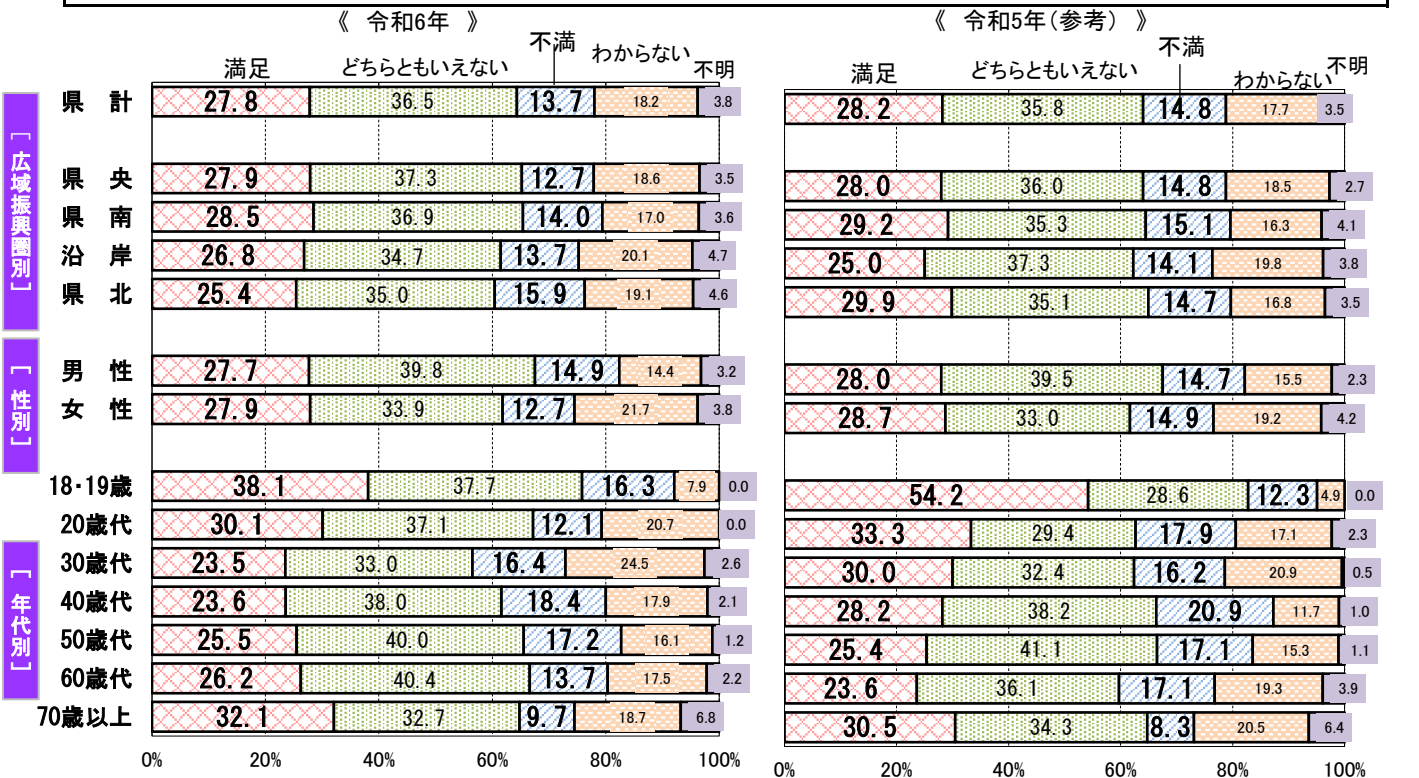 《 令和6年 》 《 令和5年(参考) 》
満足 どちらともいえない 不満 わからない 不明 満足 どちらともいえない 不満 わからない 不明
県 計 27.8 36.5 13.7 18.2 3.8 28.2 35.8 14.8 17.7 3.5
[広域振興圏別]
県 央 27.9 37.3 12.7 18.6 3.5 28.0 36.0 14.8 18.5 2.7
県 南 28.5 36.9 14.0 17.0 3.6 29.2 35.3 15.1 16.3 4.1
沿 岸 26.8 34.7 13.7 20.1 4.7 25.0 37.3 14.1 19.8 3.8
県 北 25.4 35.0 15.9 19.1 4.6 29.9 35.1 14.7 16.8 3.5
[性別]
男 性 27.7 39.8 14.9 14.4 3.2 28.0 39.5 14.7 15.5 2.3
女 性 27.9 33.9 12.7 21.7 3.8 28.7 33.0 14.9 19.2 4.2
[年代別]
18・19歳 38.1 37.7 16.3 7.9 0.0 54.2 28.6 12.3 4.9 0.0
20歳代 30.1 37.1 12.1 20.7 0.0 33.3 29.4 17.9 17.1 2.3
30歳代 23.5 33.0 16.4 24.5 2.6 30.0 32.4 16.2 20.9 0.5
40歳代 23.6 38.0 18.4 17.9 2.1 28.2 38.2 20.9 11.7 1.0
50歳代 25.5 40.0 17.2 16.1 1.2 25.4 41.1 17.1 15.3 1.1
60歳代 26.2 40.4 13.7 17.5 2.2 23.6 36.1 17.1 19.3 3.9
70歳以上 32.1 32.7 9.7 18.7 6.8 30.5 34.3 8.3 20.5 6.4
0% 20% 40% 60% 80% 100% 0% 20% 40% 60% 80% 100%